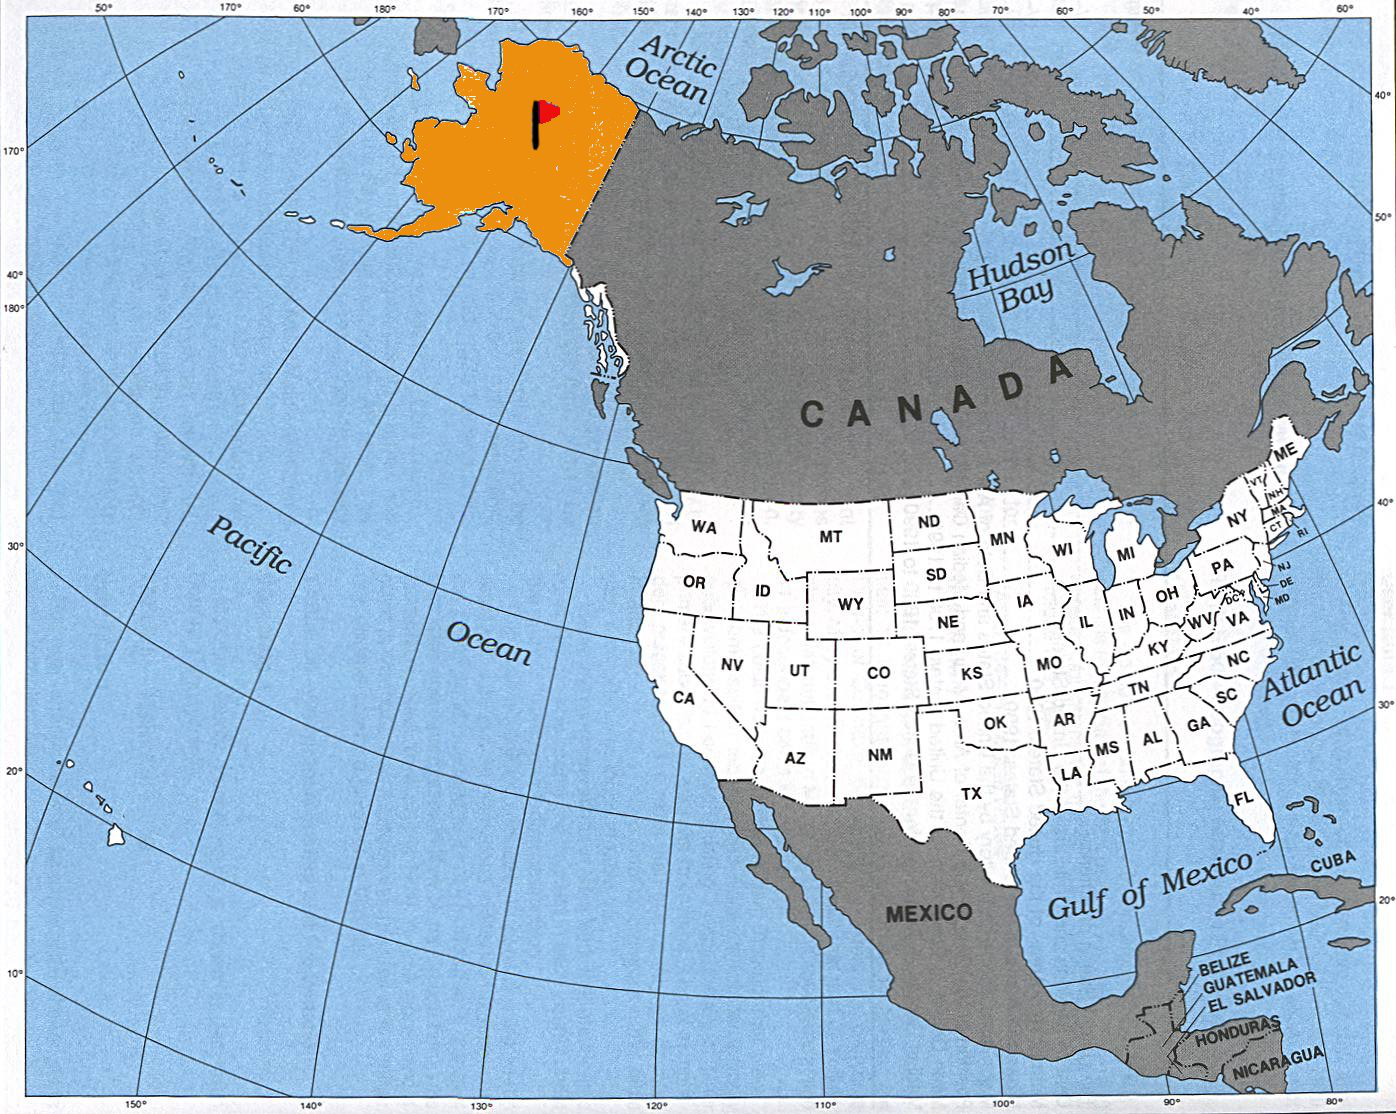 50° 170° 60° 180° 170° 160° 150° 140° 130° 120° 110° 100° 90° 80° 70° 60° 50° 40° 60°
Arctic
Ocean
40°
170°
50°
Hudson
Bay
40°
180°
CANADA
ME
VT
NH
40°
MA
NY
CT
RI
WA
MT
ND
MN
WI
MI
Pacific
30°
PA
NJ
OR
ID
SD
OH
DE
WY
IA
IL
IN
DC
MD
NE
WV
VA
Ocean
KY
NV
UT
CO
KS
MO
NC
Atlantic
Ocean
CA
TN
SC
30°
OK
AR
GA
AZ
NM
MS
AL
20°
LA
TX
FL
CUBA
Gulf of Mexico
20°
MEXICO
10°
BELIZE
GUATEMALA
EL SALVADOR
HONDURAS
NICARAGUA
150° 140° 130° 120° 110° 100° 90° 80°